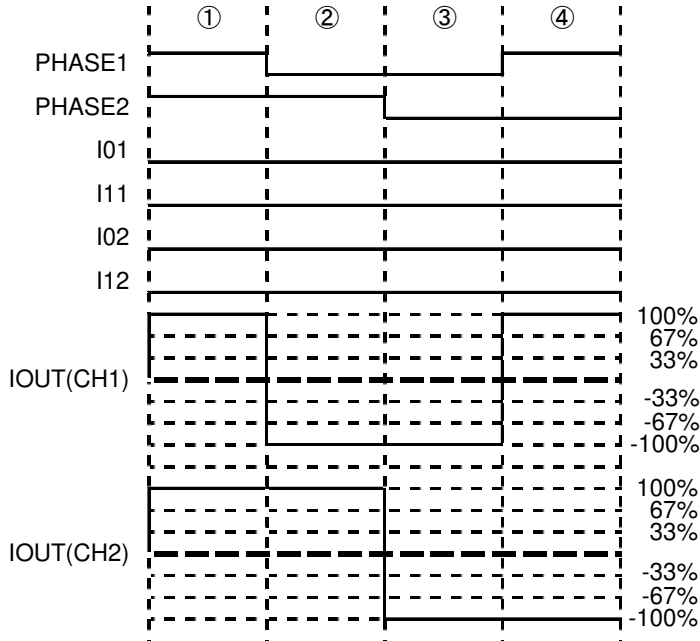 ① ② ③ ④
PHASE1
PHASE2
I01
I11
I02
I12
IOUT(CH1)
100%
67%
33%
-33%
-67%
-100%
IOUT(CH2)
100%
67%
33%
-33%
-67%
-100%